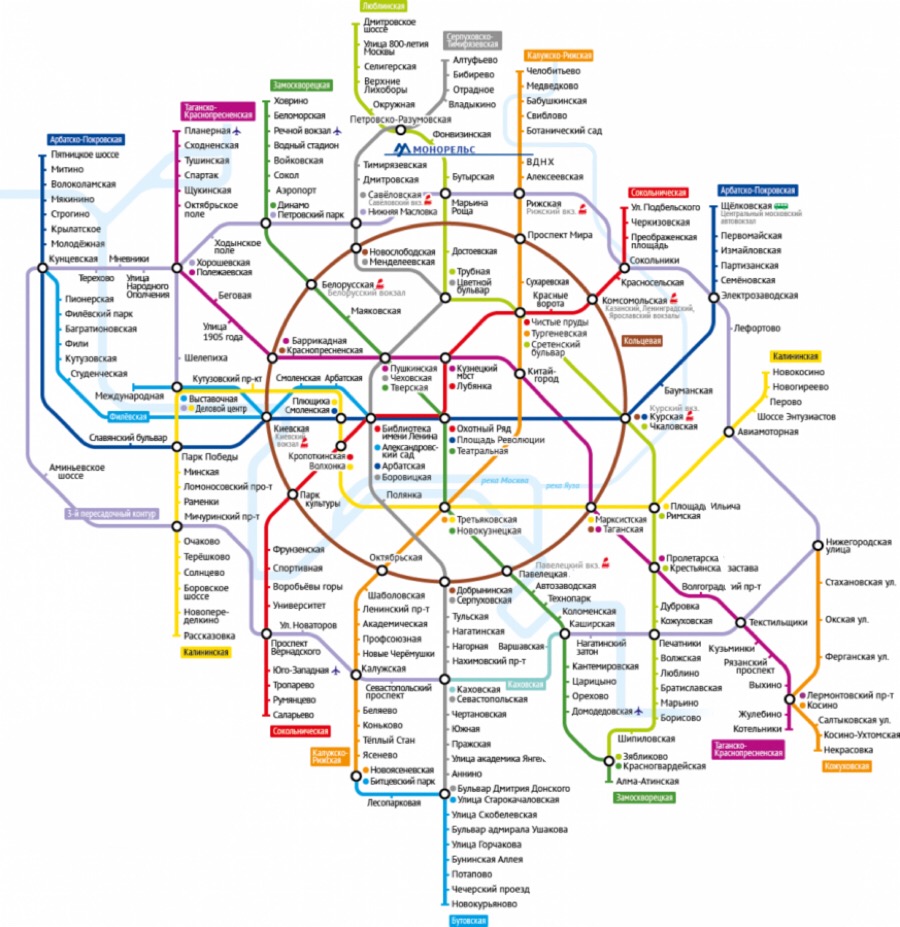 Люблинская
Дмитровское
шоссе
Улица 800-летия
Москвы
Селигерская
Верхние
Лихоборы
Окружная
Петровско-Разумовская
Серпуховско-
Тимирязевская
Алтуфьево
Бибирево
Отрадное
Владыкино
Фонвизинская
МОНОРЕЛЬС
Калужско-Рижская
Челобитьево
Медведково
Бабушкинская
Свиблово
Ботанический сад
ВДНХ
Алексеевская
Замоскворецкая
Ховрино
Беломорская
Речной вокзал
Водный стадион
Войковская
Сокол
Аэропорт
Динамо
Петровский парк
Таганско-
Краснопресненская
Планерная
Сходненская
Тушинская
Спартак
Щукинская
Октябрьское
поле
Арбатско-Покровская
Пятницкое шоссе
Митино
Волоколамская
Мякинино
Строгино
Крылатское
Молодёжная
Кунцевская
Мневники
Терехово
Улица
Народного
Ополчения
Хорошевская
Полежаевская
Ходынское
поле
Тимирязевская
Дмитровская
Савёловская
Савёловский вкз.
Нижняя Масловка
Бутырская
Марьина
Роща
Рижская
Рижский вкз.
Проспект Мира
Сокольническая
Ул. Подбельского
Черкизовская
Преображенская
площадь
Сокольники
Красносельская
Арбатско-Покровская
Щёлковская
Центральный московский
автовокзал
Первомайская
Измайловская
Партизанская
Семёновская
Электрозаводская
Лефортово
Новослободская
Менделеевская
Достоевская
Трубная
Цветной
бульвар
Сухаревская
Красные
ворота
Комсомольская
Казанский, Ленинградский,
Ярославский вокзалы
Белорусская
Белорусский вокзал
Маяковская
Беговая
Улица
1905 года
Баррикадная
Краснопресненская
Чистые пруды
Тургеневская
Сретенский
бульвар
Кольцевая
Пионерская
Филёвский парк
Багратионовская
Фили
Кутузовская
Студенческая
Шелепиха
Кутузовский пр-кт
Международная
Выставочная
Деловой центр
Филёвская
Славянский бульвар
Смоленская
Арбатская
Плющиха
Смоленская
Пушкинская
Чеховская
Тверская
Кузнецкий
мост
Лубянка
Китай-
город
Бауманская
Калининская
Новокосино
Новогиреево
Перово
Шоссе Энтузиастов
Авиамоторная
Курский вкз.
Курская
Чкаловская
Киевская
Киевский
вокзал
Кропоткинская
Волхонка
Библиотека
имени Ленина
Александровс-
кий сад
Арбатская
Боровицкая
Охотный Ряд
Площадь Революции
Театральная
Парк
культуры
Полянка
река Москва
река Яуза
Третьяковская
Новокузнецкая
Марксистская
Таганская
Площадь Ильича
Римская
Аминьевское
шоссе
3-й пересадочный контур
Парк Победы
Минская
Ломоносовский про-т
Раменки
Мичуринский пр-т
Очаково
Терёшково
Солнцево
Боровское
шоссе
Новопере-
делкино
Рассказовка
Калининская
Фрунзенская
Спортивная
Воробьёвы горы
Университет
Ул. Новаторов
Проспект
Вернадского
Юго-Западная
Тропарево
Румянцево
Саларьево
Сокольническая
Октябрьская
Шаболовская
Ленинский пр-т
Академическая
Профсоюзная
Новые Черёмушки
Калужская
Севастопольский
проспект
Беляево
Коньково
Тёплый Стан
Ясенево
Калужско-
Рижская
Новоясеневская
Битцевский парк
Лесопарковая
Добрынинская
Серпуховская
Тульская
Нагатинская
Нагорная
Нахимовский пр-т
Варшавская
Каховская
Каховская
Севастопольская
Чертановская
Южная
Пражская
Улица академика Янгел
Аннино
Бульвар Дмитрия Донского
Улица Старокачаловская
Улица Скобелевская
Бульвар адмирала Ушакова
Улица Горчакова
Бунинская Аллея
Потапово
Чечерский проезд
Новокурьяново
Бутовская
Павелецкий вкз.
Павелецкая
Автозаводская
Технопарк
Коломенская
Каширская
Нагатинский
затон
Кантемировская
Царицыно
Орехово
Домодедовская
Пролетарска
Крестьянска застава
Волгоградс ий пр-т
Дубровка
Кожуховская
Печатники
Волжская
Люблино
Братиславская
Марьино
Борисово
Шипиловская
Зябликово
Красногвардейская
Алма-Атинская
Замоскворецкая
Текстильщики
Кузьминки
Рязанский
проспект
Выхино
Жулебино
Котельники
Таганско-
Краснопресненская
Нижегородская
улица
Стахановская ул.
Окская ул.
Ферганская ул.
Лермонтовский пр-т
Косино
Салтыковская ул.
Косино-Ухтомская
Некрасовка
Кожуховская